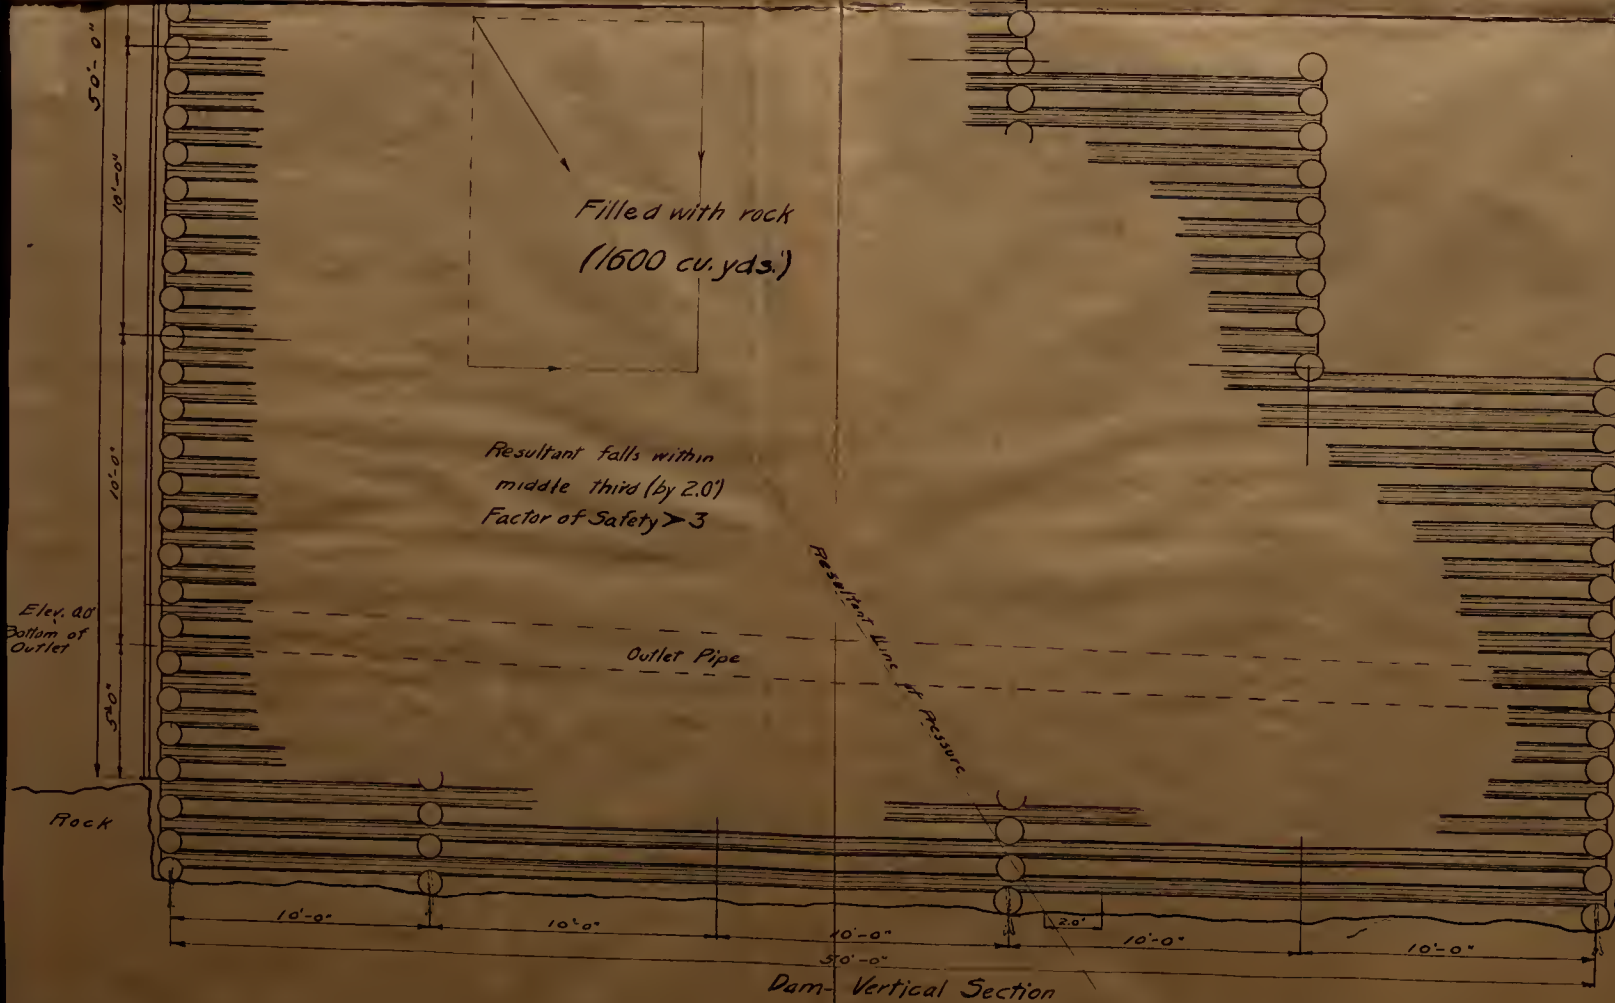 50'-0"
10'-0"
Filled with rock
(1600 cu. yds.)
10'-0"
Resultant falls within
middle third (by 2.0')
Factor of Safety > 3
Elev. 0.0'
Bottom of
Outlet
Resultant Line of Pressure
Outlet Pipe
5'-0"
Rock
10'-0"
10'-0"
10'-0"
2.0'
10'-0"
10'-0"
50'-0"
Dam- Vertical Section